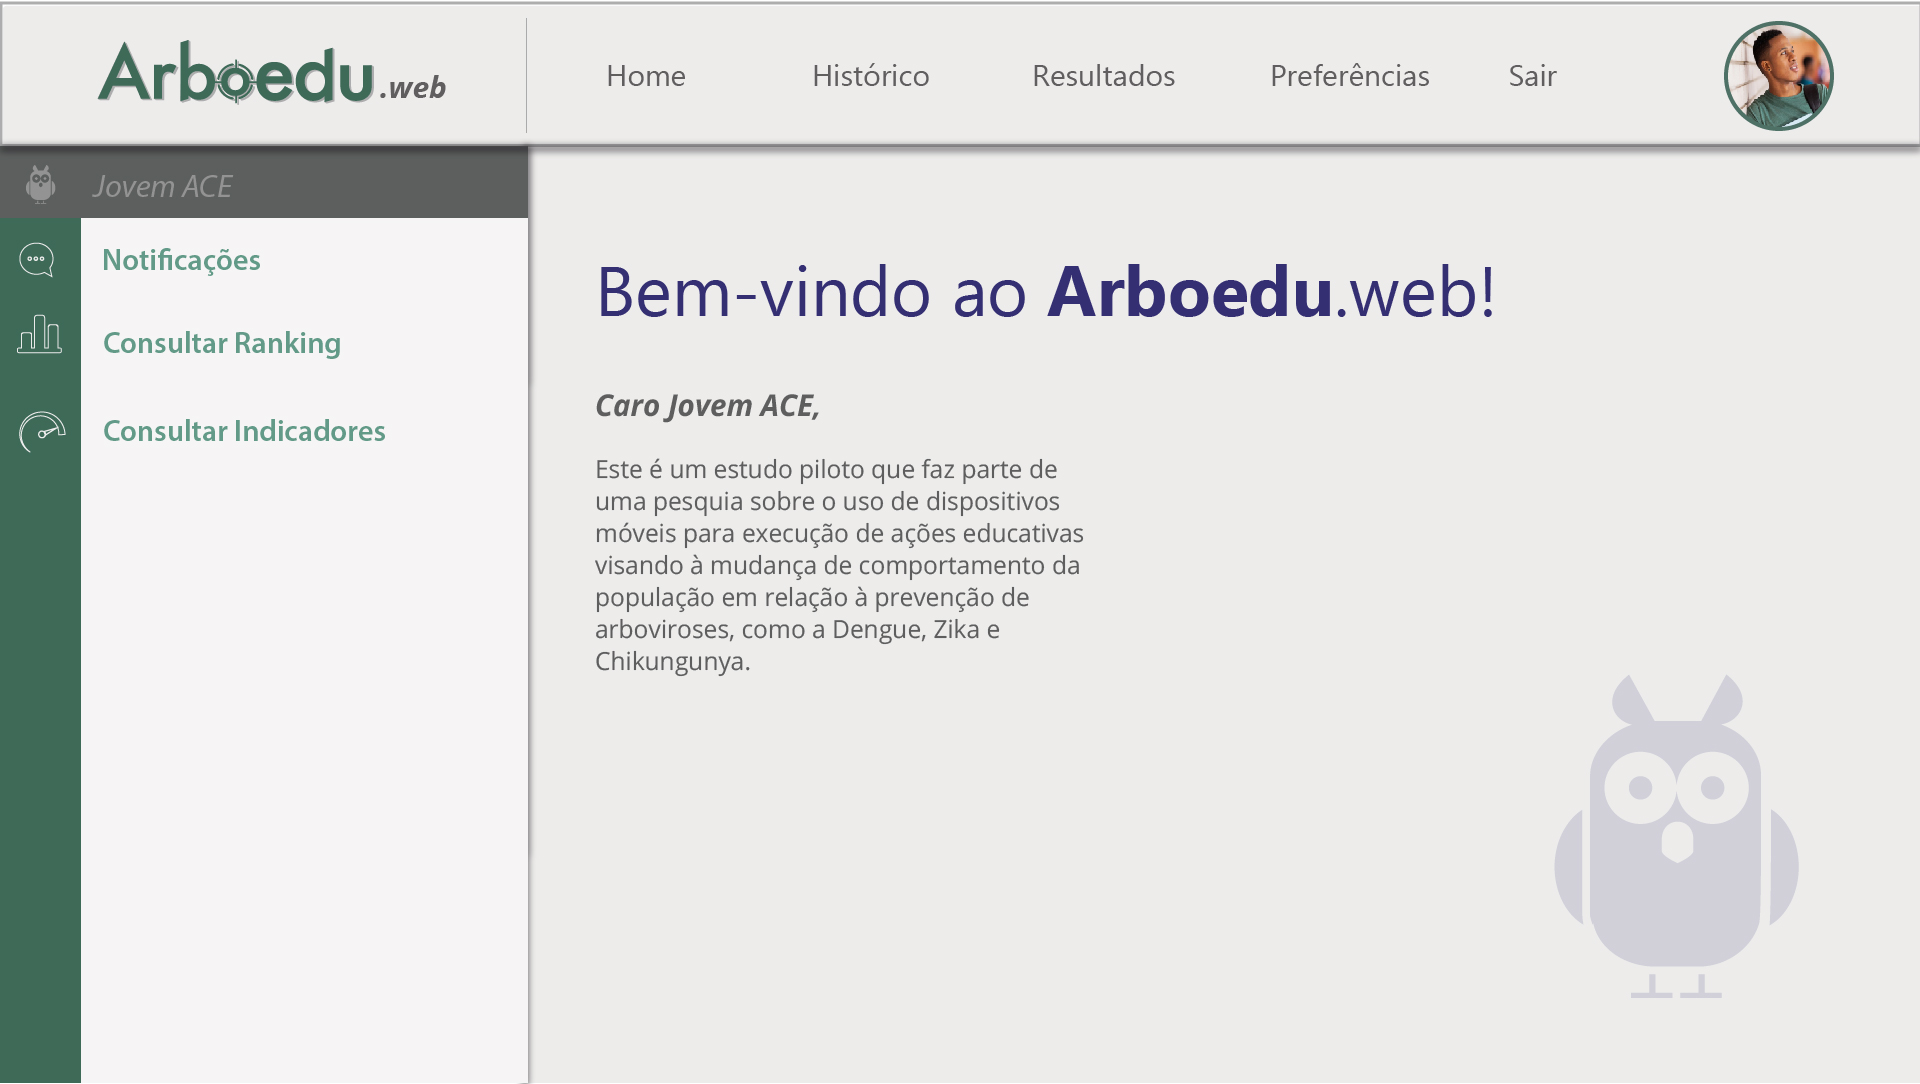 Arboedu.web
Home
Histórico
Resultados
Preferências
Sair
Jovem ACE
Notificações
Consultar Ranking
Consultar Indicadores
Bem-vindo ao Arboedu.web!
Caro Jovem ACE,
Este é um estudo piloto que faz parte de
uma pesquia sobre o uso de dispositivos
móveis para execução de ações educativas
visando à mudança de comportamento da
população em relação à prevenção de
arboviroses, como a Dengue, Zika e
Chikungunya.